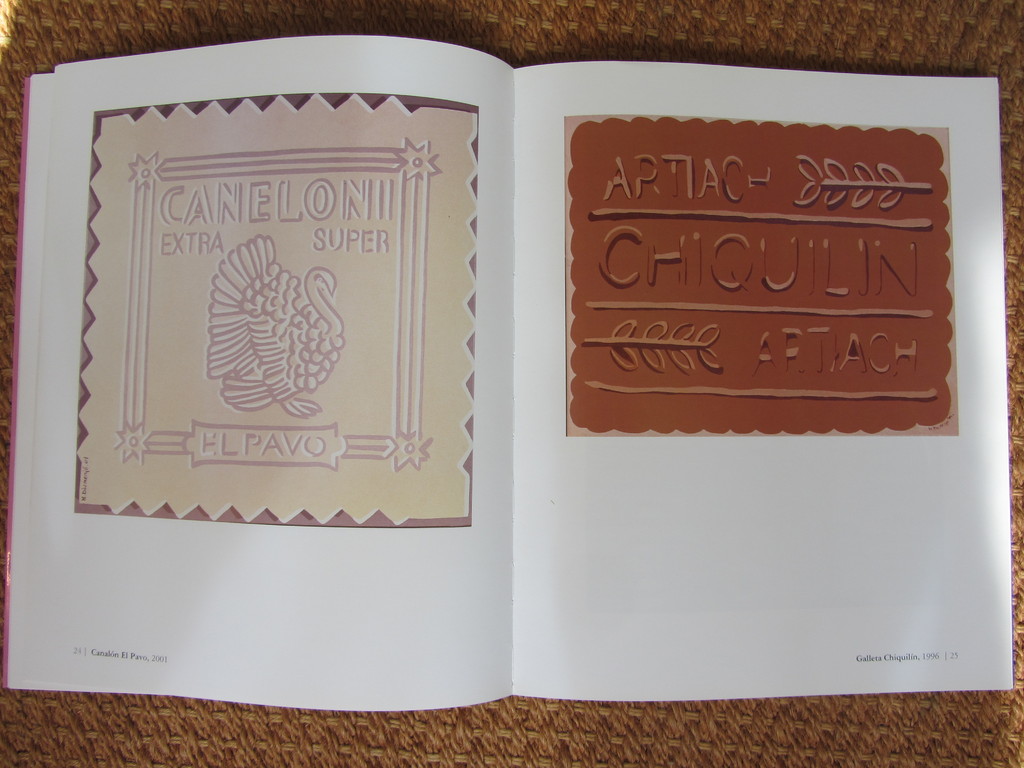 CANELONII
EXTRA SUPER
EL PAVO
24 | Canalón El Pavo, 2001
ARTIACH
CHIQUILIN
ARTIACH
Galleta Chiquilín, 1996 | 25